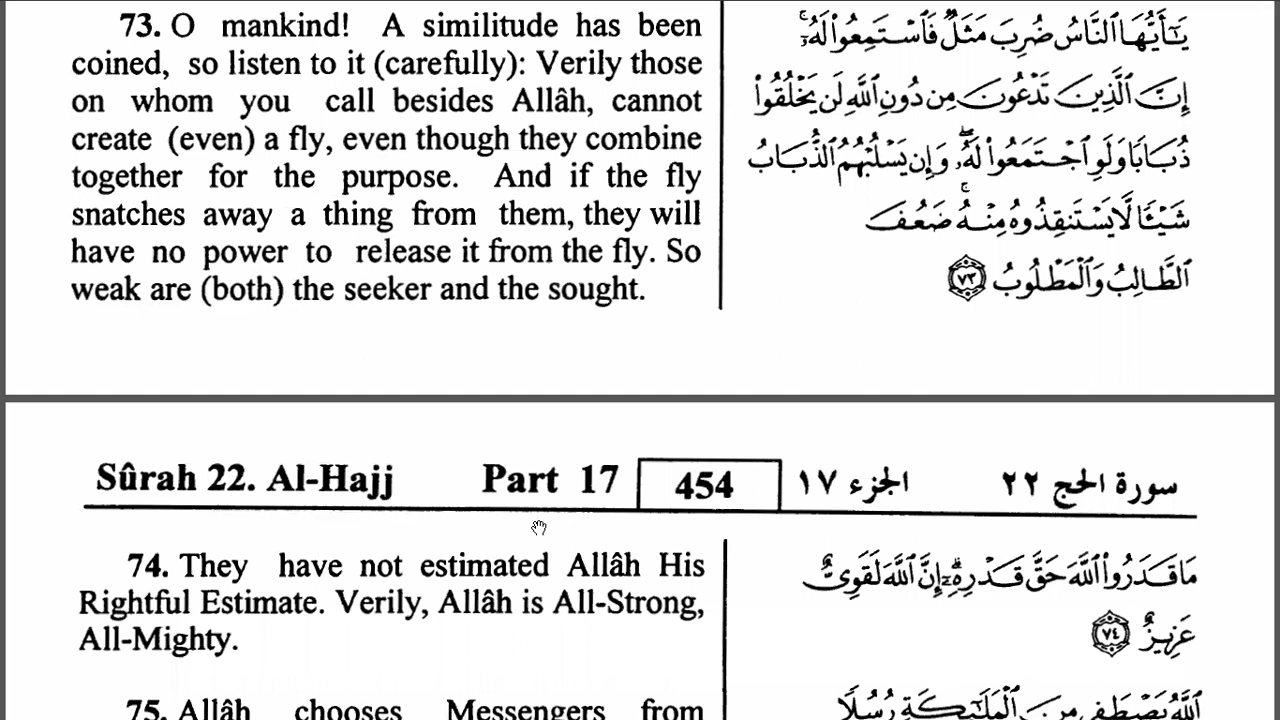 73. O mankind! A similitude has been
coined, so listen to it (carefully): Verily those
on whom you call besides Allâh, cannot
create (even) a fly, even though they combine
together for the purpose. And if the fly
snatches away a thing from them, they will
have no power to release it from the fly. So
weak are (both) the seeker and the sought.
يَـٰٓأَيُّهَا ٱلنَّاسُ ضُرِبَ مَثَلٌ فَٱسْتَمِعُوا۟ لَهُۥٓ ۚ
إِنَّ ٱلَّذِينَ تَدْعُونَ مِن دُونِ ٱللَّهِ لَن يَخْلُقُوا۟
ذُبَابًا وَلَوِ ٱجْتَمَعُوا۟ لَهُۥ ۖ وَإِن يَسْلُبْهُمُ ٱلذُّبَابُ
شَيْـًٔا لَّا يَسْتَنقِذُوهُ مِنْهُ ۚ ضَعُفَ
ٱلطَّالِبُ وَٱلْمَطْلُوبُ ٧٣
Sûrah 22. Al-Hajj Part 17 454 الجزء ١٧ سورة الحج ٢٢
74. They have not estimated Allâh His
Rightful Estimate. Verily, Allâh is All-Strong,
All-Mighty.
مَا قَدَرُوا۟ ٱللَّهَ حَقَّ قَدْرِهِۦٓ ۗ إِنَّ ٱللَّهَ لَقَوِىٌّ
عَزِيزٌ ٧٤
75. Allâh chooses Messengers from
ٱللَّهُ يَصْطَفِى مِنَ ٱلْمَلَـٰٓئِكَةِ رُسُلًا